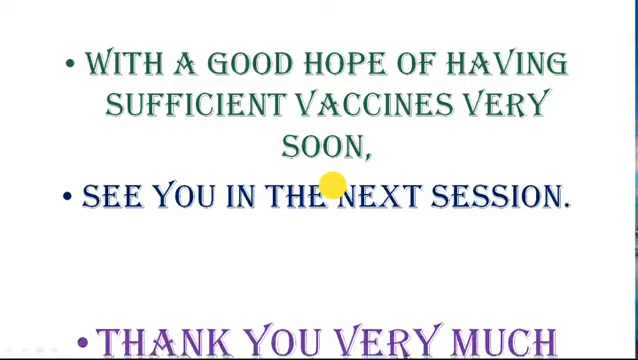 • WITH A GOOD HOPE OF HAVING
SUFFICIENT VACCINES VERY
SOON,
• SEE YOU IN THE NEXT SESSION.
• THANK YOU VERY MUCH